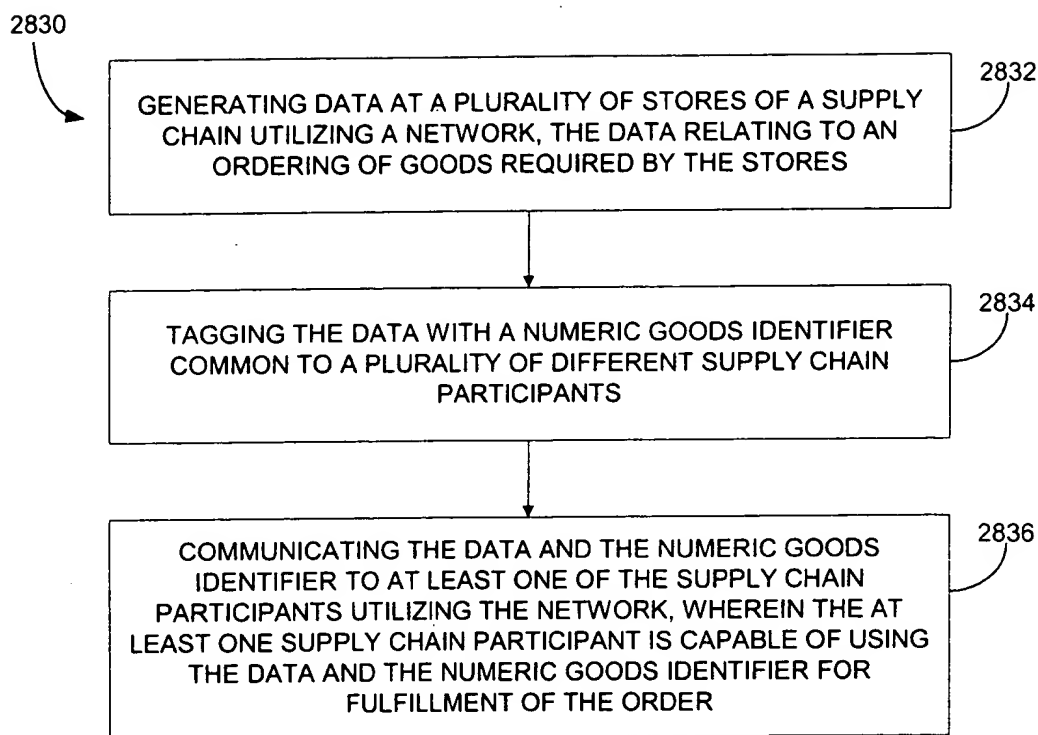 2830
2832
GENERATING DATA AT A PLURALITY OF STORES OF A SUPPLY
CHAIN UTILIZING A NETWORK, THE DATA RELATING TO AN
ORDERING OF GOODS REQUIRED BY THE STORES
2834
TAGGING THE DATA WITH A NUMERIC GOODS IDENTIFIER
COMMON TO A PLURALITY OF DIFFERENT SUPPLY CHAIN
PARTICIPANTS
2836
COMMUNICATING THE DATA AND THE NUMERIC GOODS
IDENTIFIER TO AT LEAST ONE OF THE SUPPLY CHAIN
PARTICIPANTS UTILIZING THE NETWORK, WHEREIN THE AT
LEAST ONE SUPPLY CHAIN PARTICIPANT IS CAPABLE OF USING
THE DATA AND THE NUMERIC GOODS IDENTIFIER FOR
FULFILLMENT OF THE ORDER